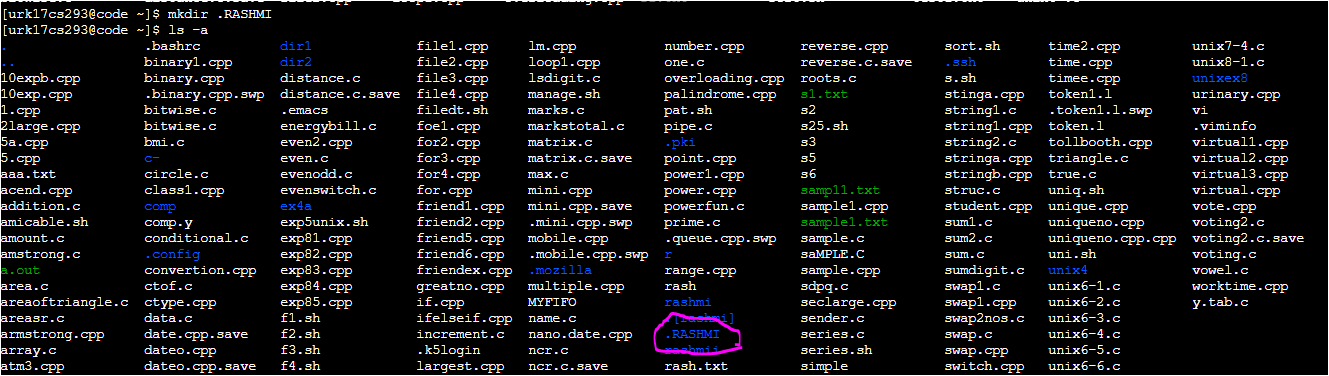 [urk17cs293@code ~]$ mkdir .RASHMI
[urk17cs293@code ~]$ ls -a
. .bashrc dir1 file1.cpp lm.cpp number.cpp reverse.cpp sort.sh time2.cpp unix7-4.c
.. binary1.cpp dir2 file2.cpp loop1.cpp one.c reverse.c.save .ssh time.cpp unix8-1.c
10expb.cpp binary.cpp distance.c file3.cpp lsdigit.c overloading.cpp roots.c s.sh timee.cpp unixex8
10exp.cpp .binary.cpp.swp distance.c.save file4.cpp manage.sh palindrome.cpp s1.txt stinga.cpp token1.l urinary.cpp
1.cpp bitwise.c .emacs filedt.sh marks.c pat.sh s2 string1.c .token1.l.swp vi
2large.cpp bitwise.c energybill.c foe1.cpp markstotal.c pipe.c s25.sh string1.cpp token.l .viminfo
5a.cpp bmi.c even2.cpp for2.cpp matrix.c .pki s3 string2.c tollbooth.cpp virtual1.cpp
5.cpp c- even.c for3.cpp matrix.c.save point.cpp s5 stringa.cpp triangle.c virtual2.cpp
aaa.txt circle.c evenodd.c for4.cpp max.c power1.cpp s6 stringb.cpp true.c virtual3.cpp
acend.cpp class1.cpp evenswitch.c for.cpp mini.cpp power.cpp sampl1.txt struc.c uniq.sh virtual.cpp
addition.c comp ex4a friend1.cpp mini.cpp.save powerfun.c sample1.cpp student.cpp unique.cpp vote.cpp
amicable.sh comp.y exp5unix.sh friend2.cpp .mini.cpp.swp prime.c sample1.txt sum1.c uniqueno.cpp voting2.c
amount.c conditional.c exp81.cpp friend5.cpp mobile.cpp .queue.cpp.swp sample.c sum2.c uniqueno.cpp.cpp voting2.c.save
amstrong.c .config exp82.cpp friend6.cpp .mobile.cpp.swp r saMPLE.C sum.c uni.sh voting.c
a.out convertion.cpp exp83.cpp friendex.cpp .mozilla range.cpp sample.cpp sumdigit.c unix4 vowel.c
area.c ctof.c exp84.cpp greatno.cpp multiple.cpp rash sdpq.c swap1.c unix6-1.c worktime.cpp
areaoftriangle.c ctype.cpp exp85.cpp if.cpp MYFIFO rashmi seclarge.cpp swap1.cpp unix6-2.c y.tab.c
areasr.c data.c f1.sh ifelseif.cpp name.c [rashmi] sender.c swap2nos.c unix6-3.c
armstrong.cpp date.cpp.save f2.sh increment.c nano.date.cpp .RASHMI series.c swap.c unix6-4.c
array.c dateo.cpp f3.sh .k5login ncr.c rashmii series.sh swap.cpp unix6-5.c
atm3.cpp dateo.cpp.save f4.sh largest.cpp ncr.c.save rash.txt simple switch.cpp unix6-6.c